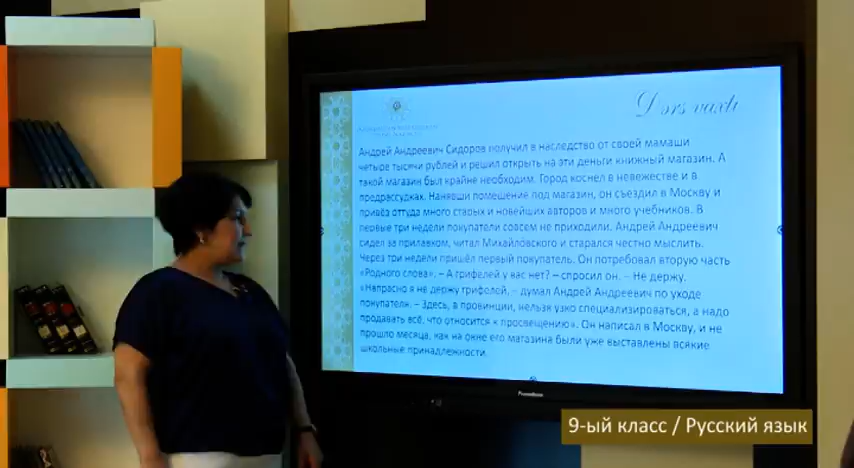 Dərs vaxtı
Андрей Андреевич Сидоров получил в наследство от своей мамаши
четыре тысячи рублей и решил открыть на эти деньги книжный магазин. А
такой магазин был крайне необходим. Город коснел в невежестве и в
предрассудках. Нанявши помещение под магазин, он съездил в Москву и
привёз оттуда много старых и новейших авторов и много учебников. В
первые три недели покупатели совсем не приходили. Андрей Андреевич
сидел за прилавком, читал Михайловского и старался честно мыслить.
Через три недели пришёл первый покупатель. Он потребовал вторую часть
«Родного слова». – А грифелей у вас нет? – спросил он. – Не держу.
«Напрасно я не держу грифелей, – думал Андрей Андреевич по уходе
покупателя. – Здесь, в провинции, нельзя узко специализироваться, а надо
продавать всё, что относится к просвещению». Он написал в Москву, и не
прошло месяца, как на окне его магазина были уже выставлены всякие
школьные принадлежности.
Promethean
9-ый класс / Русский язык